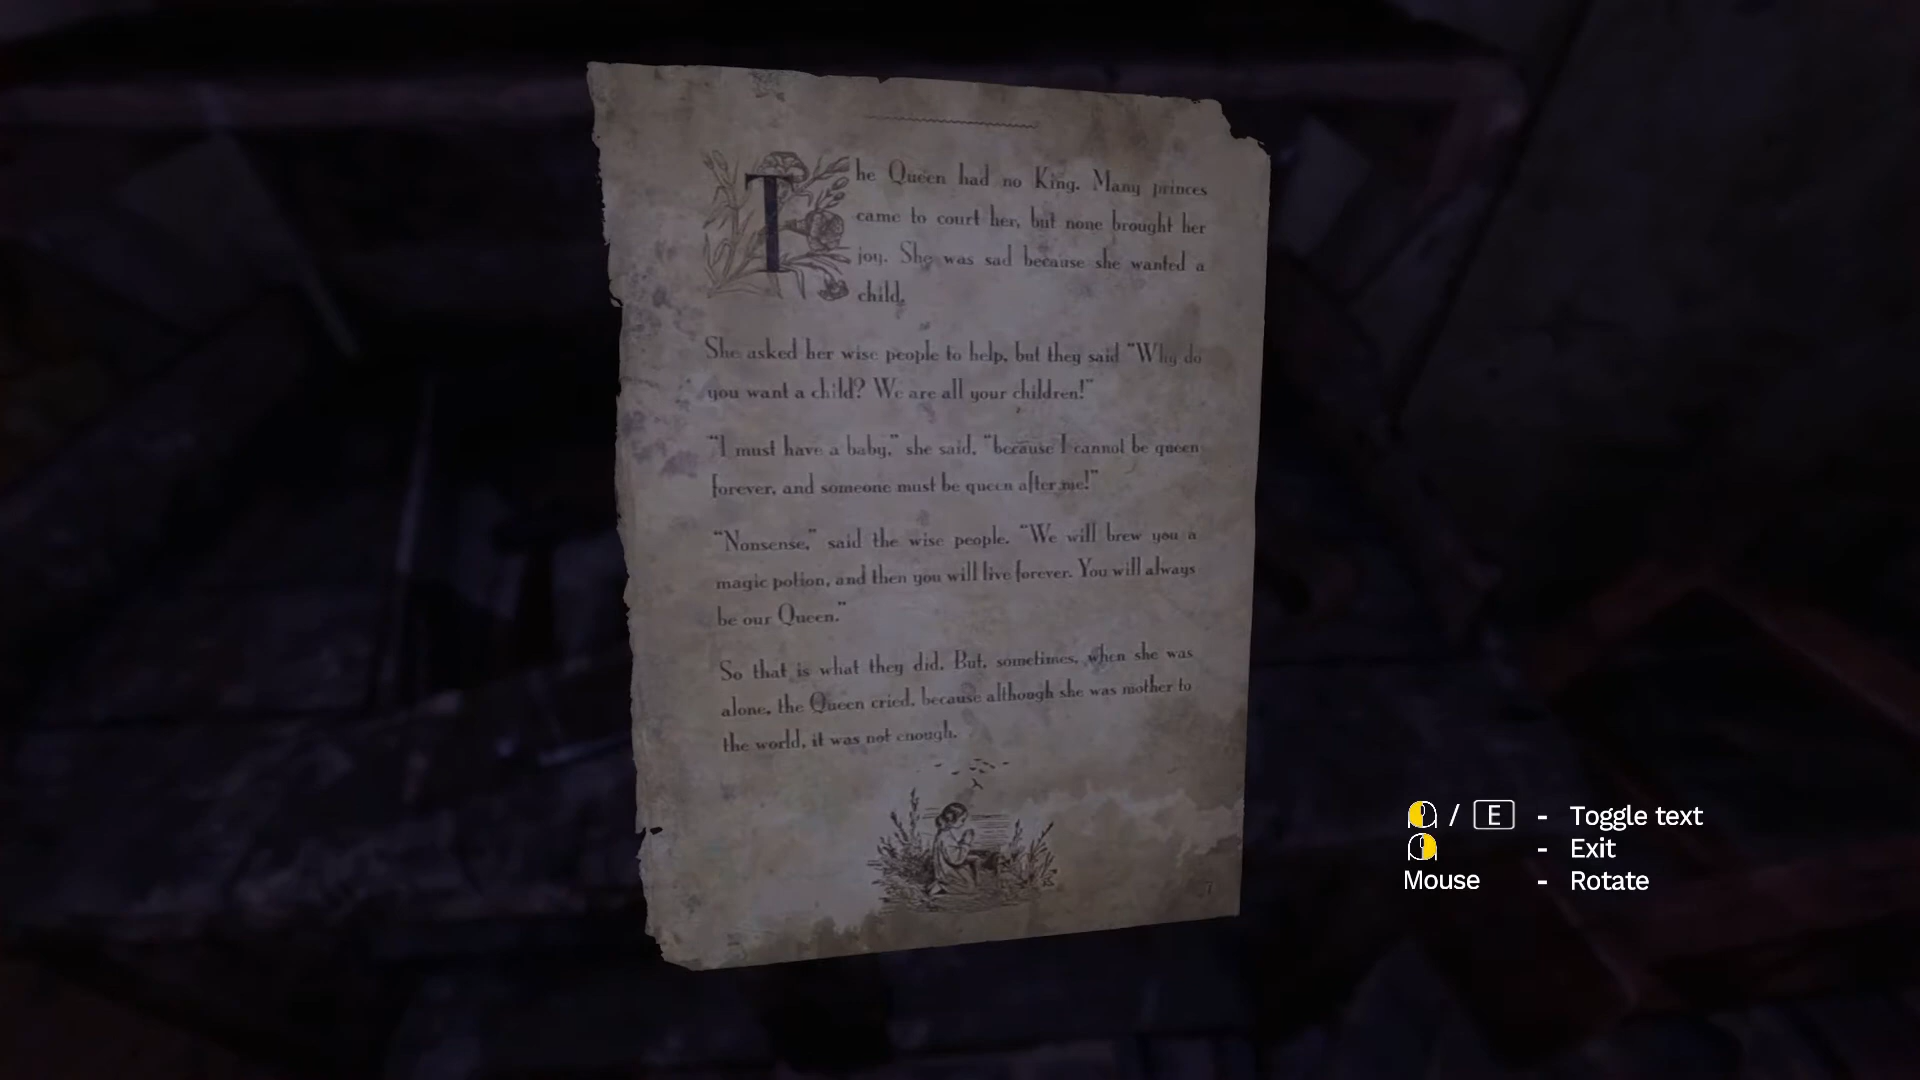 The Queen had no King. Many princes
came to court her, but none brought her
joy. She was sad because she wanted a
child.
She asked her wise people to help, but they said "Why do
you want a child? We are all your children!"
"I must have a baby," she said, "because I cannot be queen
forever, and someone must be queen after me!"
"Nonsense," said the wise people. "We will brew you a
magic potion, and then you will live forever. You will always
be our Queen."
So that is what they did. But, sometimes, when she was
alone, the Queen cried, because although she was mother to
the world, it was not enough.
7
/ E - Toggle text
- Exit
Mouse - Rotate